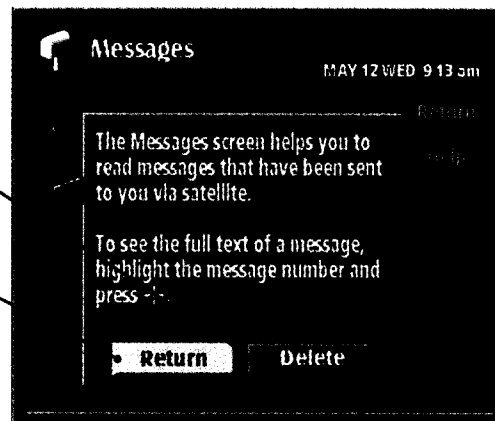 Messages
MAY 12 WED 9 13 am
Return
Help
The Messages screen helps you to
read messages that have been sent
to you via satellite.
To see the full text of a message,
highlight the message number and
press -¦-.
Return
Delete